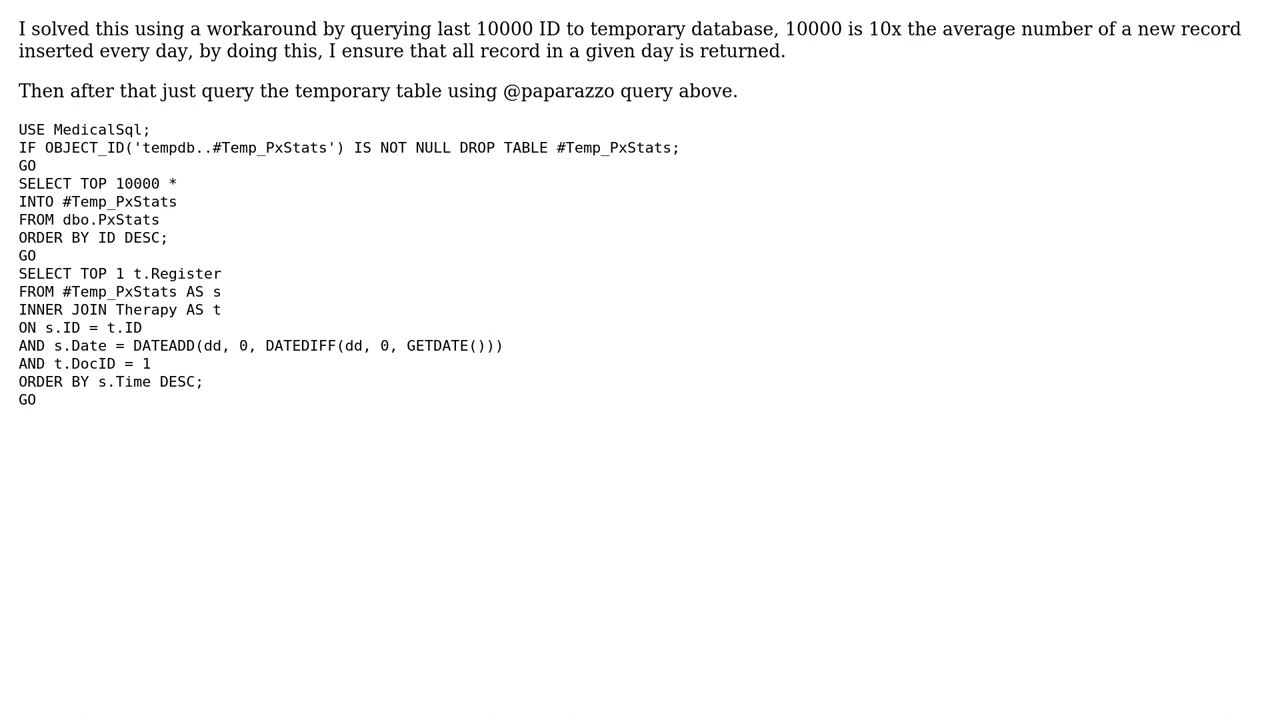 I solved this using a workaround by querying last 10000 ID to temporary database, 10000 is 10x the average number of a new record
inserted every day, by doing this, I ensure that all record in a given day is returned.
Then after that just query the temporary table using @paparazzo query above.
USE MedicalSql;
IF OBJECT_ID('tempdb..#Temp_PxStats') IS NOT NULL DROP TABLE #Temp_PxStats;
GO
SELECT TOP 10000 *
INTO #Temp_PxStats
FROM dbo.PxStats
ORDER BY ID DESC;
GO
SELECT TOP 1 t.Register
FROM #Temp_PxStats AS s
INNER JOIN Therapy AS t
ON s.ID = t.ID
AND s.Date = DATEADD(dd, 0, DATEDIFF(dd, 0, GETDATE()))
AND t.DocID = 1
ORDER BY s.Time DESC;
GO